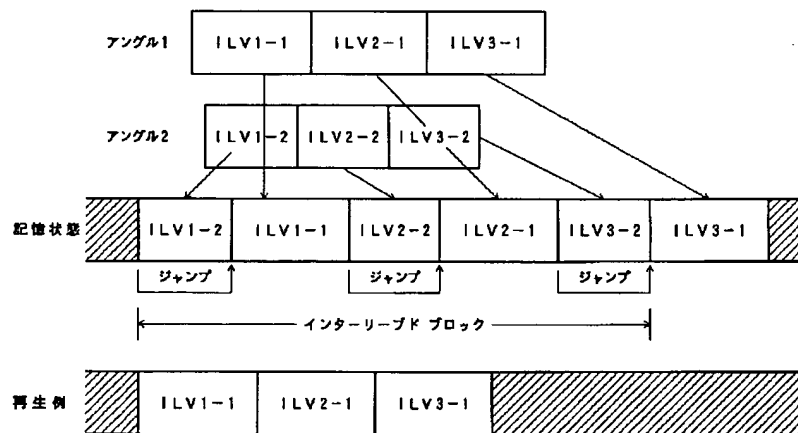 アングル1 ILV1-1 ILV2-1 ILV3-1
アングル2 ILV1-2 ILV2-2 ILV3-2
記憶状態 ILV1-2 ILV1-1 ILV2-2 ILV2-1 ILV3-2 ILV3-1
ジャンプ ジャンプ ジャンプ
インターリーブド ブロック
再生例 ILV1-1 ILV2-1 ILV3-1